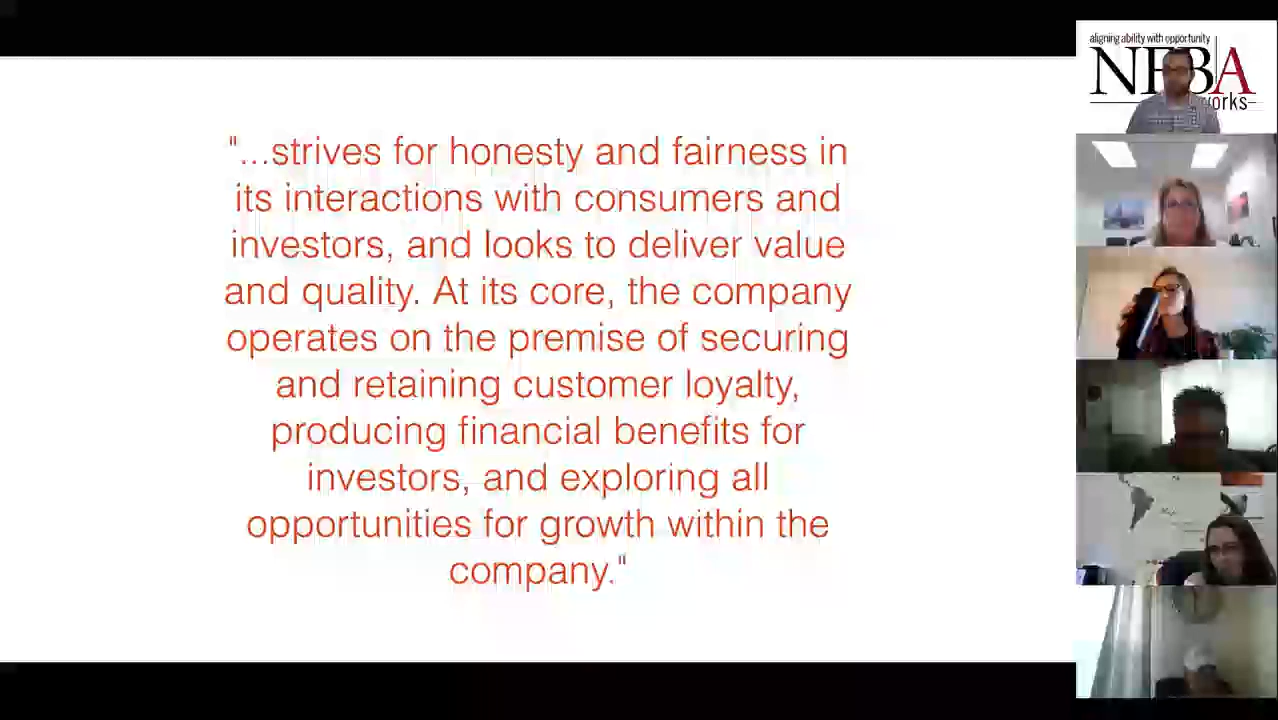 "...strives for honesty and fairness in
its interactions with consumers and
investors, and looks to deliver value
and quality. At its core, the company
operates on the premise of securing
and retaining customer loyalty,
producing financial benefits for
investors, and exploring all
opportunities for growth within the
company."
aligning ability with opportunity